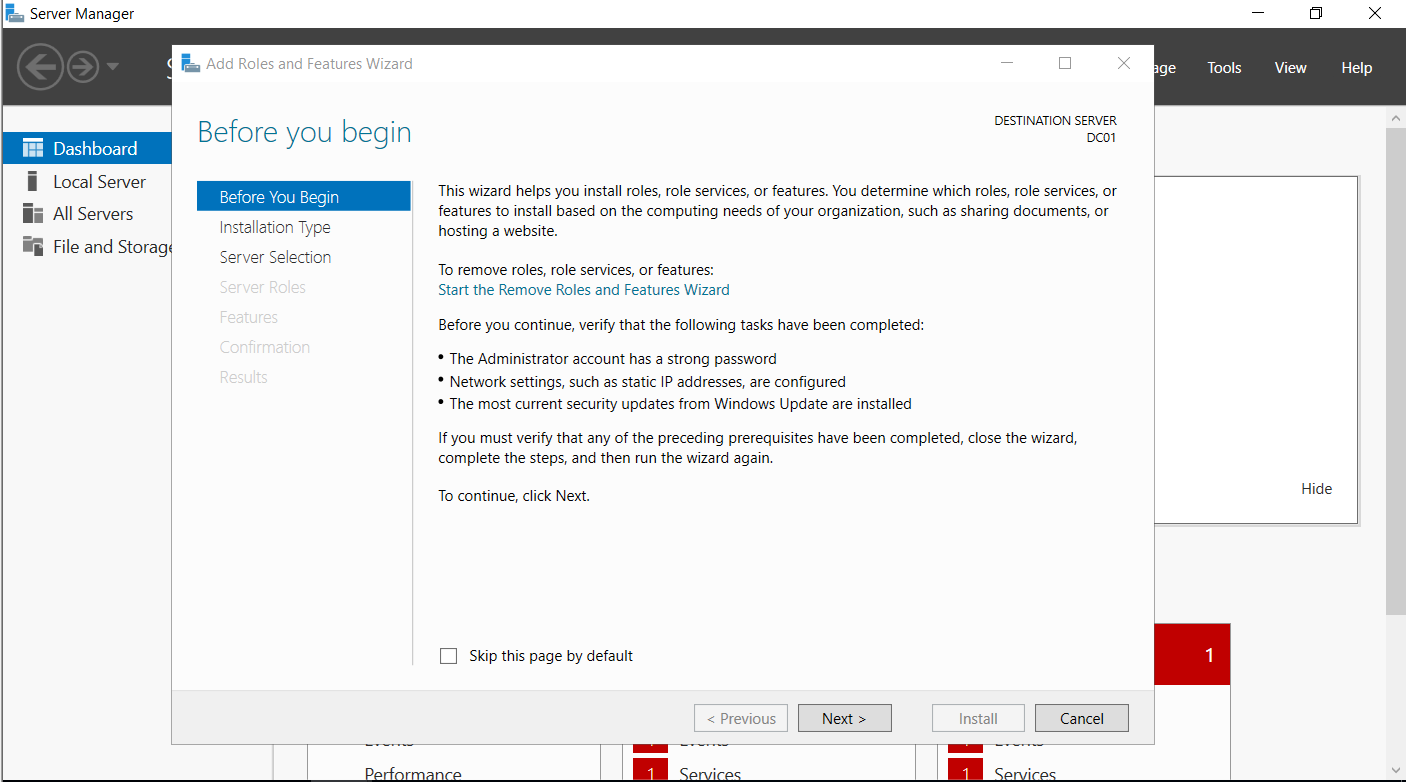 Server Manager
Tools
View
Help
Dashboard
Local Server
All Servers
File and Storage
Add Roles and Features Wizard
Before you begin
DESTINATION SERVER
DC01
Before You Begin
Installation Type
Server Selection
Server Roles
Features
Confirmation
Results
This wizard helps you install roles, role services, or features. You determine which roles, role services, or
features to install based on the computing needs of your organization, such as sharing documents, or
hosting a website.
To remove roles, role services, or features:
Start the Remove Roles and Features Wizard
Before you continue, verify that the following tasks have been completed:
• The Administrator account has a strong password
• Network settings, such as static IP addresses, are configured
• The most current security updates from Windows Update are installed
If you must verify that any of the preceding prerequisites have been completed, close the wizard,
complete the steps, and then run the wizard again.
To continue, click Next.
Skip this page by default
< Previous
Next >
Install
Cancel
Hide
1
Events
Events
Events
Performance
1
Services
1
Services